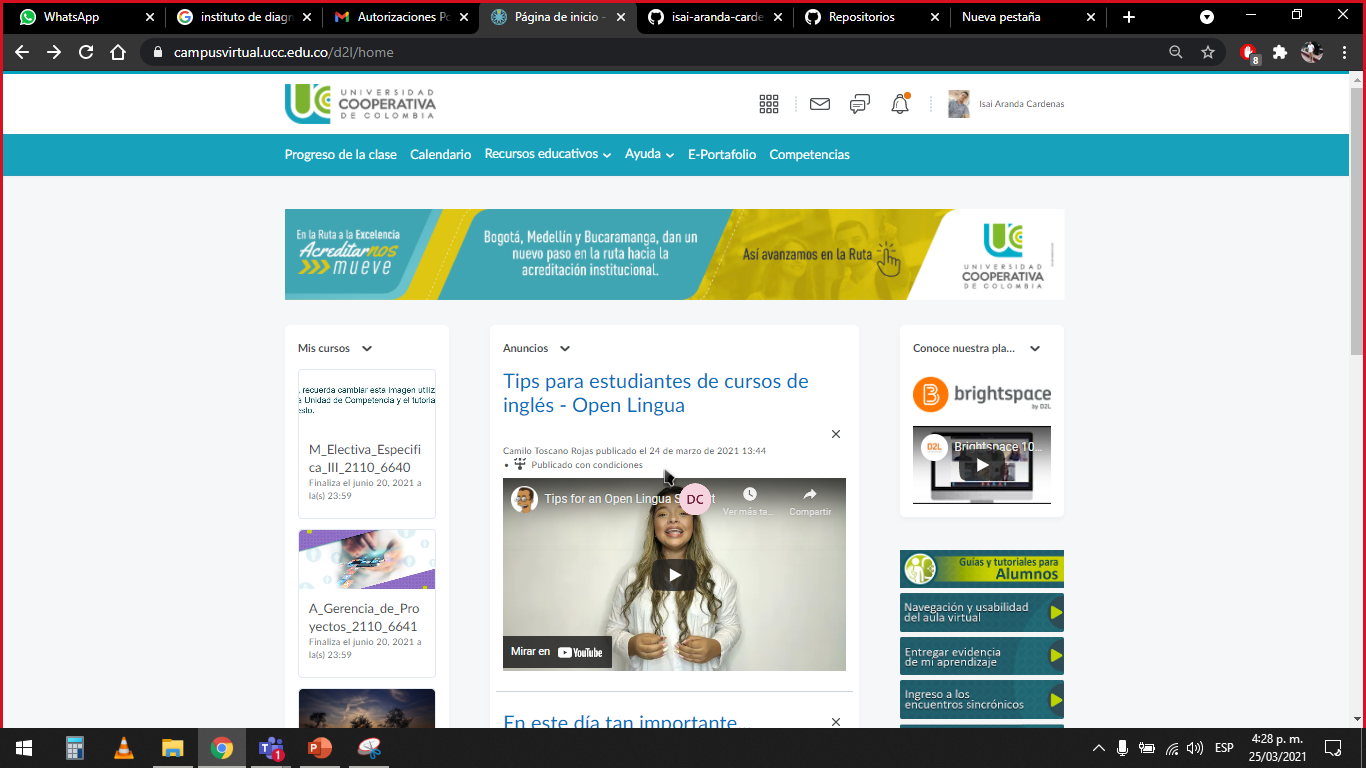 WhatsApp
instituto de diagn
Autorizaciones Po
Página de inicio -
isai-aranda-carde
Repositorios
Nueva pestaña
campusvirtual.ucc.edu.co/d2l/home
8
UNIVERSIDAD
COOPERATIVA
DE COLOMBIA
Isai Aranda Cardenas
Progreso de la clase
Calendario
Recursos educativos
Ayuda
E-Portafolio
Competencias
En la Ruta a la Excelencia
Acreditarnos
mueve
Bogotá, Medellín y Bucaramanga, dan un
nuevo paso en la ruta hacia la
acreditación institucional.
Así avanzamos en la Ruta
UNIVERSIDAD
COOPERATIVA
DE COLOMBIA
Mis cursos
, recuerda cambiar esta imagen utiliz
a Unidad de Competencia y el tutoria
esto.
M_Electiva_Especifi
ca_III_2110_6640
Finaliza el junio 20, 2021 a
la(s) 23:59
A_Gerencia_de_Pro
yectos_2110_6641
Finaliza el junio 20, 2021 a
la(s) 23:59
Anuncios
Tips para estudiantes de cursos de
inglés - Open Lingua
Camilo Toscano Rojas publicado el 24 de marzo de 2021 13:44
• Publicado con condiciones
Tips for an Open Lingua S
DC
t
Ver más ta...
Compartir
Mirar en YouTube
En este día tan importante...
Conoce nuestra pla...
brightspace
by D2L
D2L
Brightspace 10...
Guías y tutoriales para
Alumnos
Navegación y usabilidad
del aula virtual
Entregar evidencia
de mi aprendizaje
Ingreso a los
encuentros sincrónicos
1
ESP
4:28 p. m.
25/03/2021